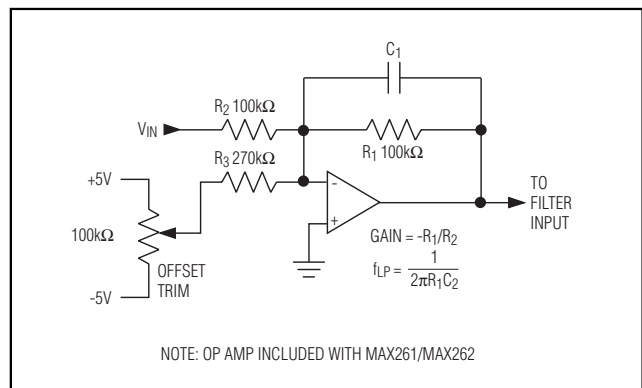 C1
R2 100kΩ
VIN
R1 100kΩ
R3 270kΩ
+5V
100kΩ
OFFSET
TRIM
-5V
-
+
TO
FILTER
INPUT
GAIN = -R1/R2
fLP = 1
2πR1C2
NOTE: OP AMP INCLUDED WITH MAX261/MAX262